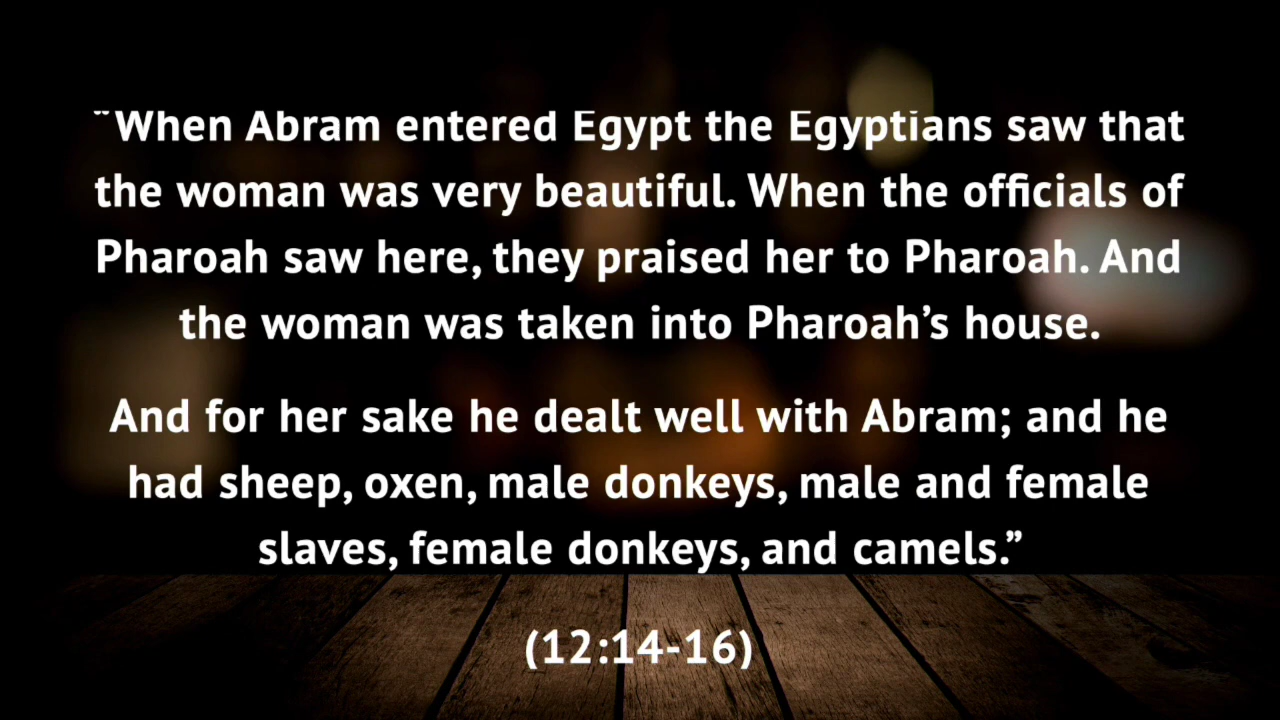 “When Abram entered Egypt the Egyptians saw that
the woman was very beautiful. When the officials of
Pharoah saw here, they praised her to Pharoah. And
the woman was taken into Pharoah’s house.
And for her sake he dealt well with Abram; and he
had sheep, oxen, male donkeys, male and female
slaves, female donkeys, and camels.”
(12:14-16)